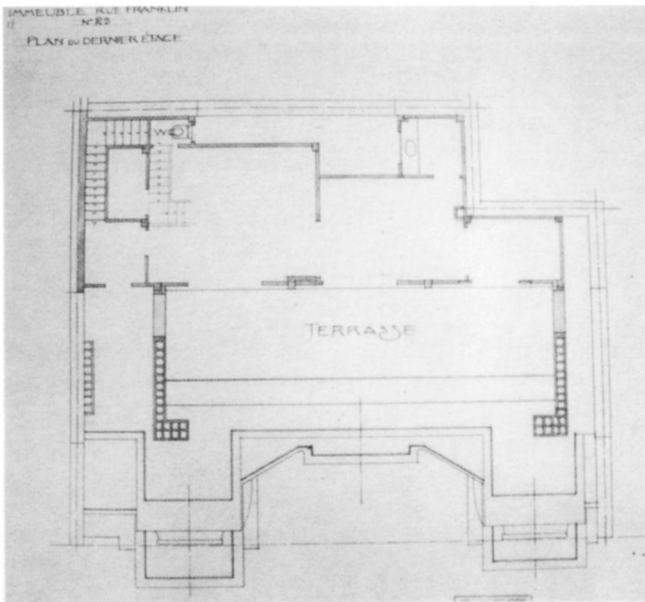 IMMEUBLE RUE FRANKLIN
Nº 25
PLAN DU DERNIER ÉTAGE
WC
TERRASSE